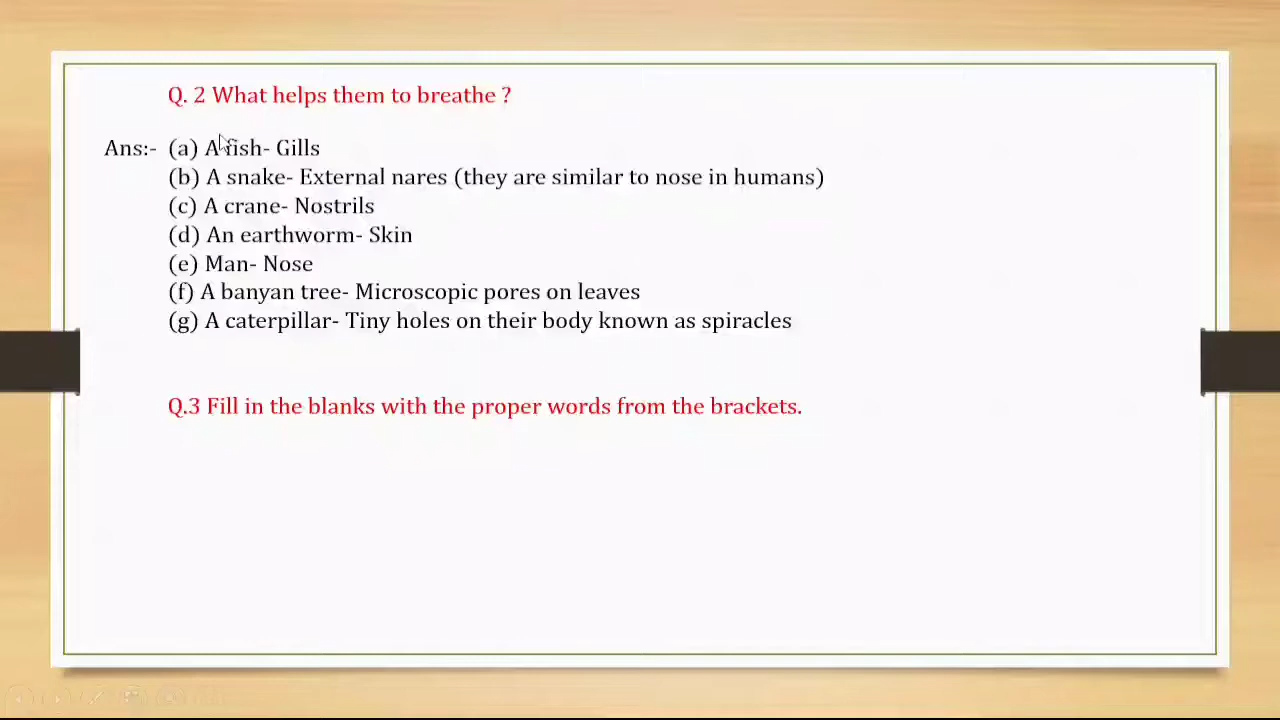 Q. 2 What helps them to breathe ?
Ans:- (a) A fish- Gills
(b) A snake- External nares (they are similar to nose in humans)
(c) A crane- Nostrils
(d) An earthworm- Skin
(e) Man- Nose
(f) A banyan tree- Microscopic pores on leaves
(g) A caterpillar- Tiny holes on their body known as spiracles
Q.3 Fill in the blanks with the proper words from the brackets.